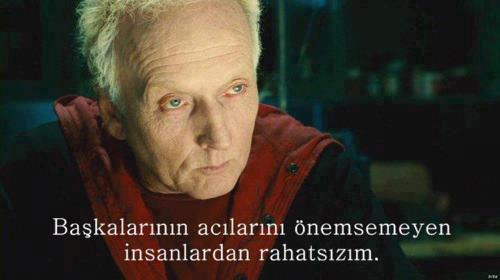 Başkalarının acılarını önemsemeyen
insanlardan rahatsızım.